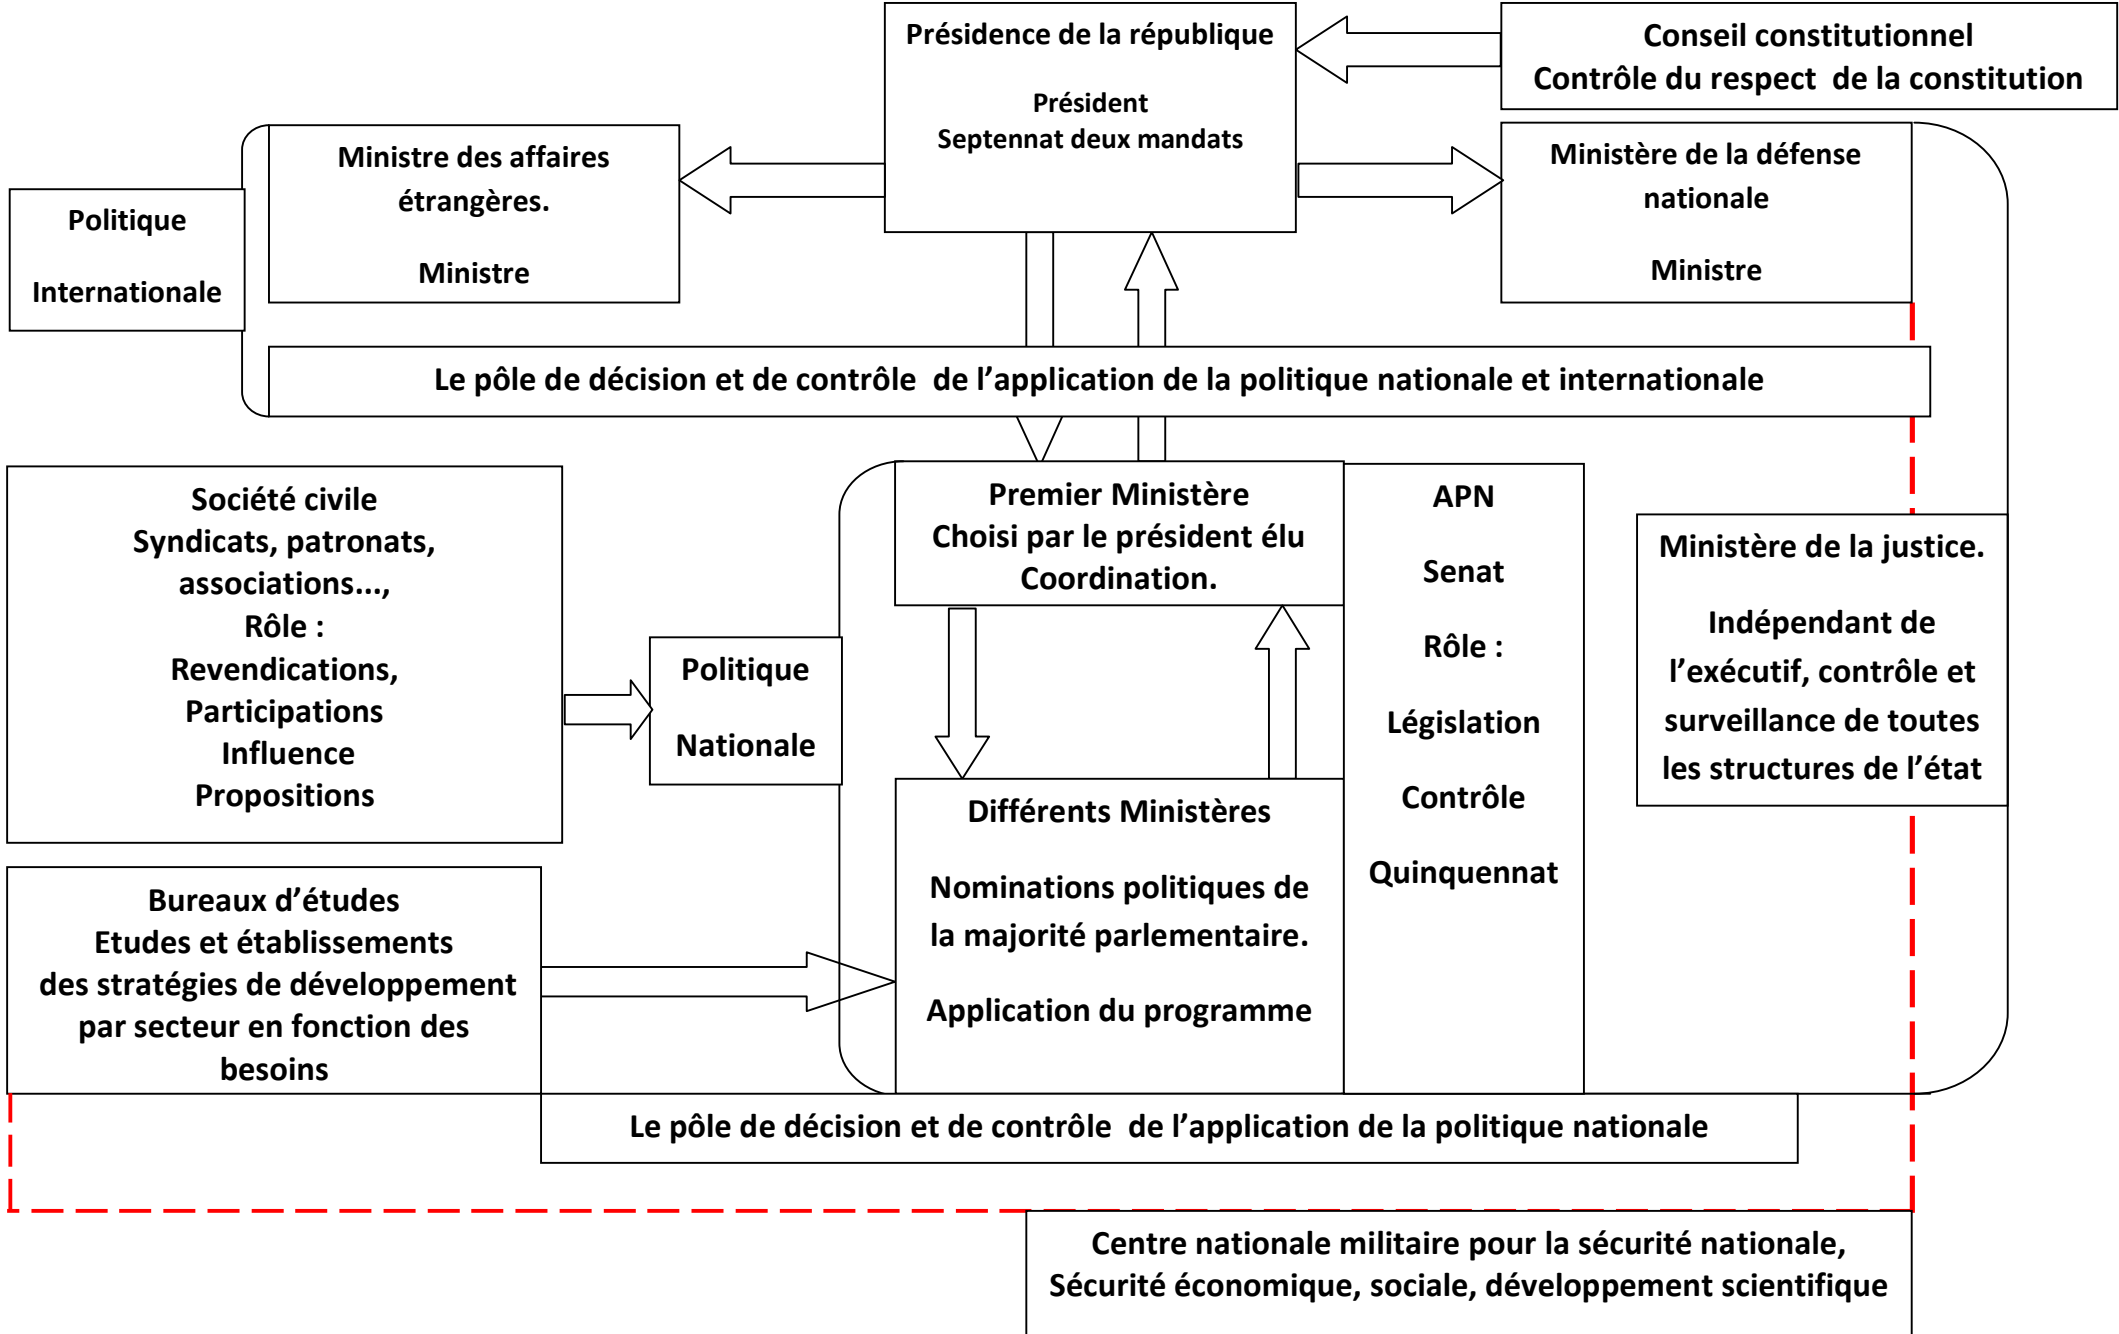 Présidence de la république
Président
Septennat deux mandats
Conseil constitutionnel
Contrôle du respect de la constitution
Ministre des affaires
étrangères.
Ministre
Ministère de la défense
nationale
Ministre
Politique
Internationale
Le pôle de décision et de contrôle de l’application de la politique nationale et internationale
Société civile
Syndicats, patronats,
associations...,
Rôle :
Revendications,
Participations
Influence
Propositions
Politique
Nationale
Premier Ministère
Choisi par le président élu
Coordination.
APN
Senat
Rôle :
Législation
Contrôle
Quinquennat
Ministère de la justice.
Indépendant de
l’exécutif, contrôle et
surveillance de toutes
les structures de l’état
Différents Ministères
Nominations politiques de
la majorité parlementaire.
Application du programme
Bureaux d’études
Etudes et établissements
des stratégies de développement
par secteur en fonction des
besoins
Le pôle de décision et de contrôle de l’application de la politique nationale
Centre nationale militaire pour la sécurité nationale,
Sécurité économique, sociale, développement scientifique